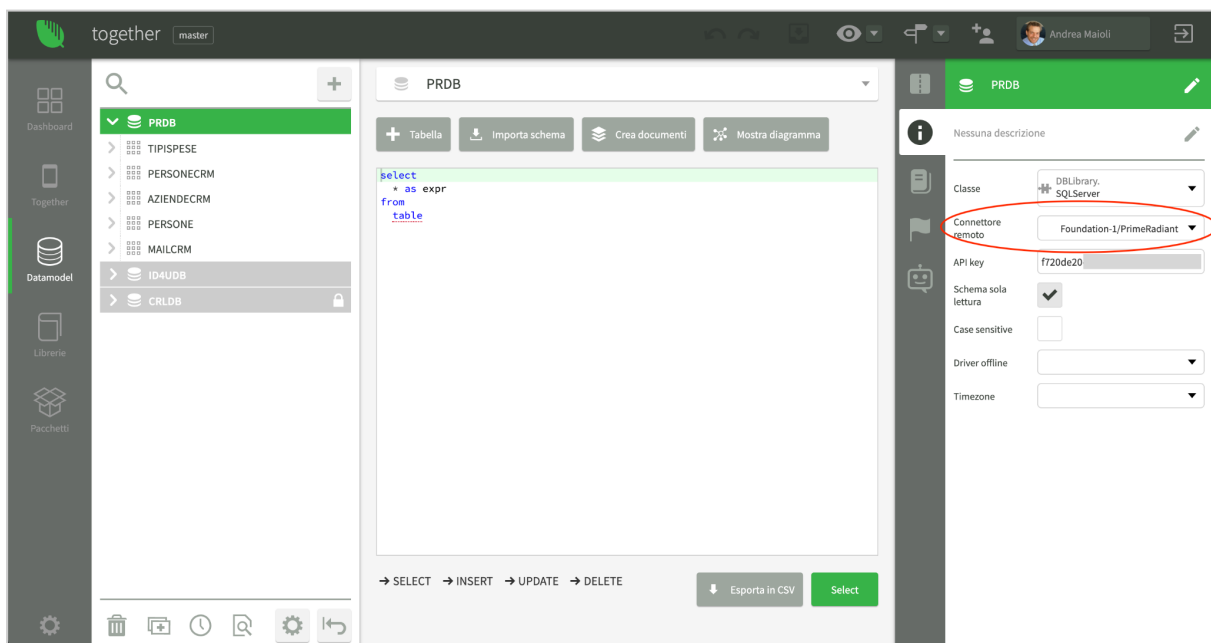 together master
Andrea Maioli
Dashboard
Together
Datamodel
Librerie
Pacchetti
PRDB
TIPISPESE
PERSONECRM
AZIENDECRM
PERSONE
MAILCRM
ID4UDB
CRLDB
PRDB
Tabella
Importa schema
Crea documenti
Mostra diagramma
select
* as expr
from
table
SELECT INSERT UPDATE DELETE
Esporta in CSV
Select
PRDB
Nessuna descrizione
Classe
DBLibrary.
SQLServer
Connettore
remoto
Foundation-1/PrimeRadiant
API key
f720de20
Schema sola
lettura
Case sensitive
Driver offline
Timezone